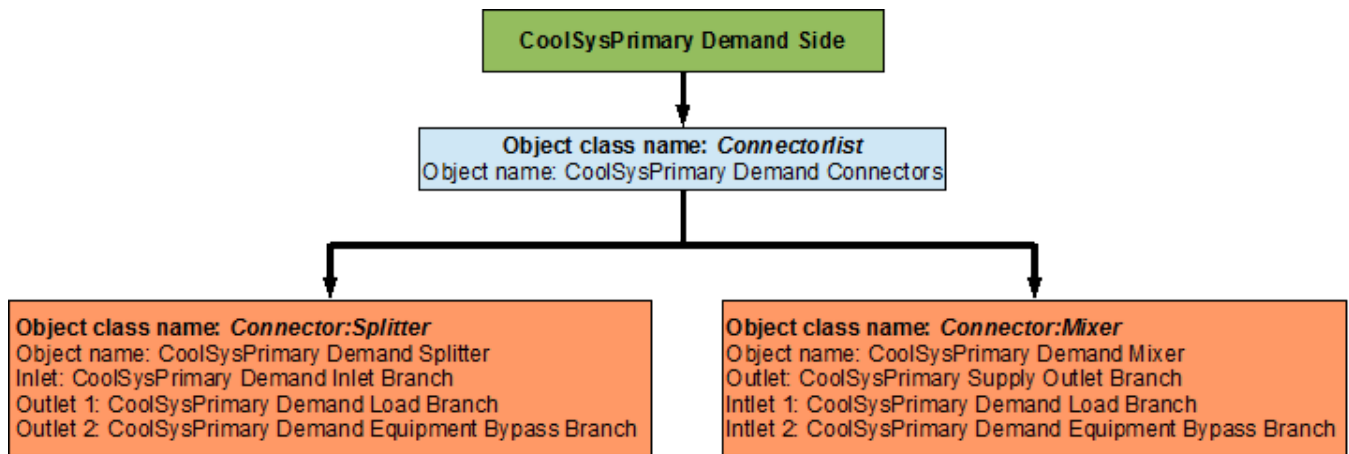 CoolSysPrimary Demand Side
Object class name: Connectorlist
Object name: CoolSysPrimary Demand Connectors
Object class name: Connector:Splitter
Object name: CoolSysPrimary Demand Splitter
Inlet: CoolSysPrimary Demand Inlet Branch
Outlet 1: CoolSysPrimary Demand Load Branch
Outlet 2: CoolSysPrimary Demand Equipment Bypass Branch
Object class name: Connector:Mixer
Object name: CoolSysPrimary Demand Mixer
Outlet: CoolSysPrimary Supply Outlet Branch
Intlet 1: CoolSysPrimary Demand Load Branch
Intlet 2: CoolSysPrimary Demand Equipment Bypass Branch